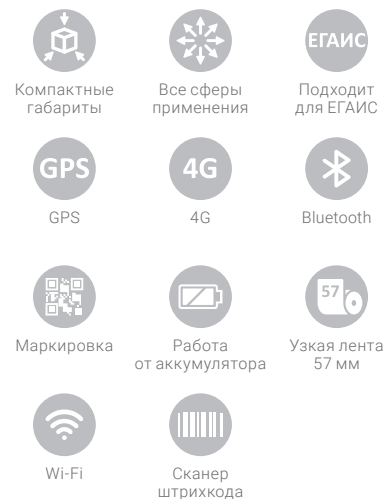 ЕГАИС
Компактные
габариты
Все сферы
применения
Подходит
для ЕГАИС
GPS
4G
GPS
4G
Bluetooth
57
Маркировка
Работа
от аккумулятора
Узкая лента
57 мм
Wi-Fi
Сканер
штрихкода